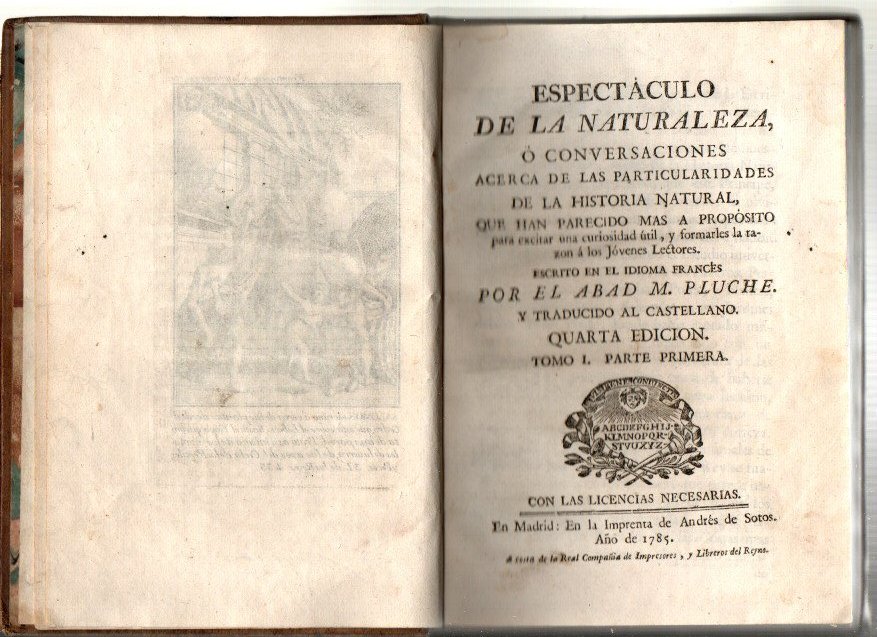 ESPECTÁCULO
DE LA NATURALEZA,
Ó CONVERSACIONES
ACERCA DE LAS PARTICULARIDADES
DE LA HISTORIA NATURAL,
QUE HAN PARECIDO MAS A PROPÓSITO
para excitar una curiosidad útil, y formarles la ra-
zon á los Jóvenes Lectores.
ESCRITO EN EL IDIOMA FRANCÈS
POR EL ABAD M. PLUCHE.
Y TRADUCIDO AL CASTELLANO.
QUARTA EDICION.
TOMO I. PARTE PRIMERA.
ABCDEFGHIJ-
KLMNOPQR-
STVUXYZ
CON LAS LICENCIAS NECESARIAS.
En Madrid: En la Imprenta de Andrés de Sotos.
Año de 1785.
A costa de la Real Compañia de Impresores, y Libreros del Reyno.